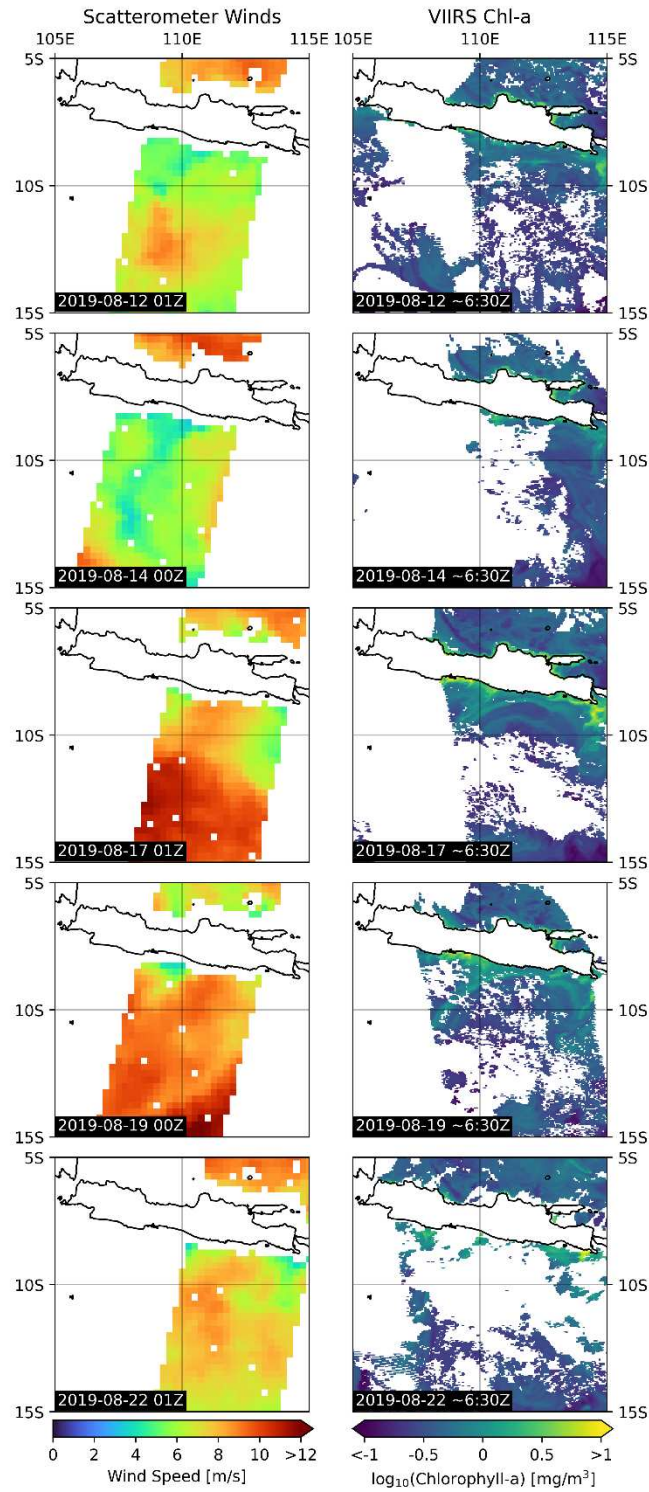 Scatterometer Winds VIIRS Chl-a
105E 110E 115E 105E 110E 115E
5S 5S
10S 10S
2019-08-12 01Z 2019-08-12 ~6:30Z
15S 15S
5S 5S
10S 10S
2019-08-14 00Z 2019-08-14 ~6:30Z
15S 15S
5S 5S
10S 10S
2019-08-17 01Z 2019-08-17 ~6:30Z
15S 15S
5S 5S
10S 10S
2019-08-19 00Z 2019-08-19 ~6:30Z
15S 15S
5S 5S
10S 10S
2019-08-22 01Z 2019-08-22 ~6:30Z
15S 15S
0 2 4 6 8 10 >12 <-1 -0.5 0 0.5 >1
Wind Speed [m/s] log₁₀(Chlorophyll-a) [mg/m³]